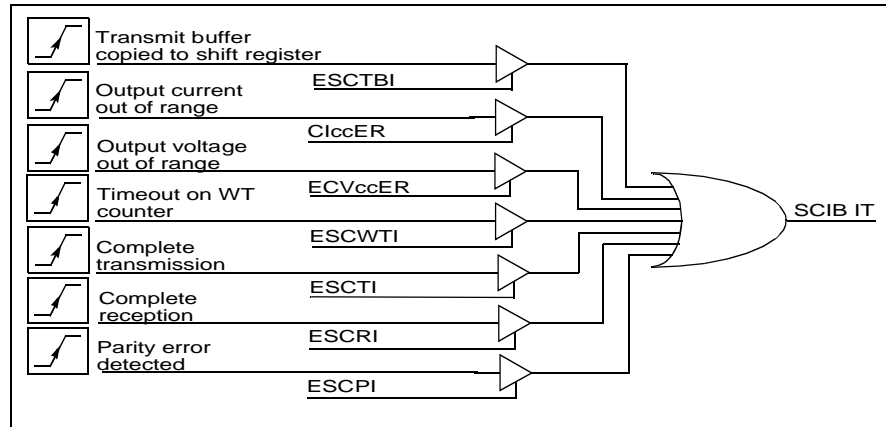 Transmit buffer
copied to shift register
ESCTBI
Output current
out of range
CIccER
Output voltage
out of range
ECVccER
Timeout on WT
counter
ESCWTI
Complete
transmission
ESCTI
Complete
reception
ESCRI
Parity error
detected
ESCPI
SCIB IT